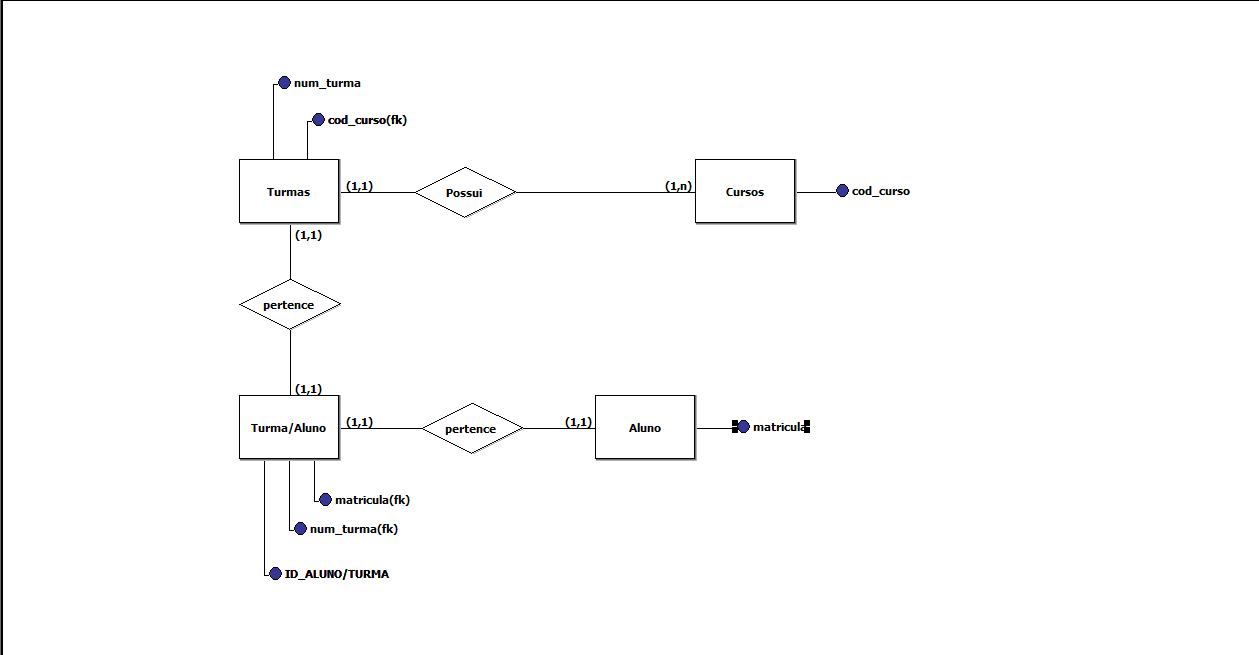 num_turma
cod_curso(fk)
Turmas
(1,1)
Possui
(1,n)
Cursos
cod_curso
(1,1)
pertence
(1,1)
Turma/Aluno
(1,1)
pertence
(1,1)
Aluno
matricula
matricula(fk)
num_turma(fk)
ID_ALUNO/TURMA